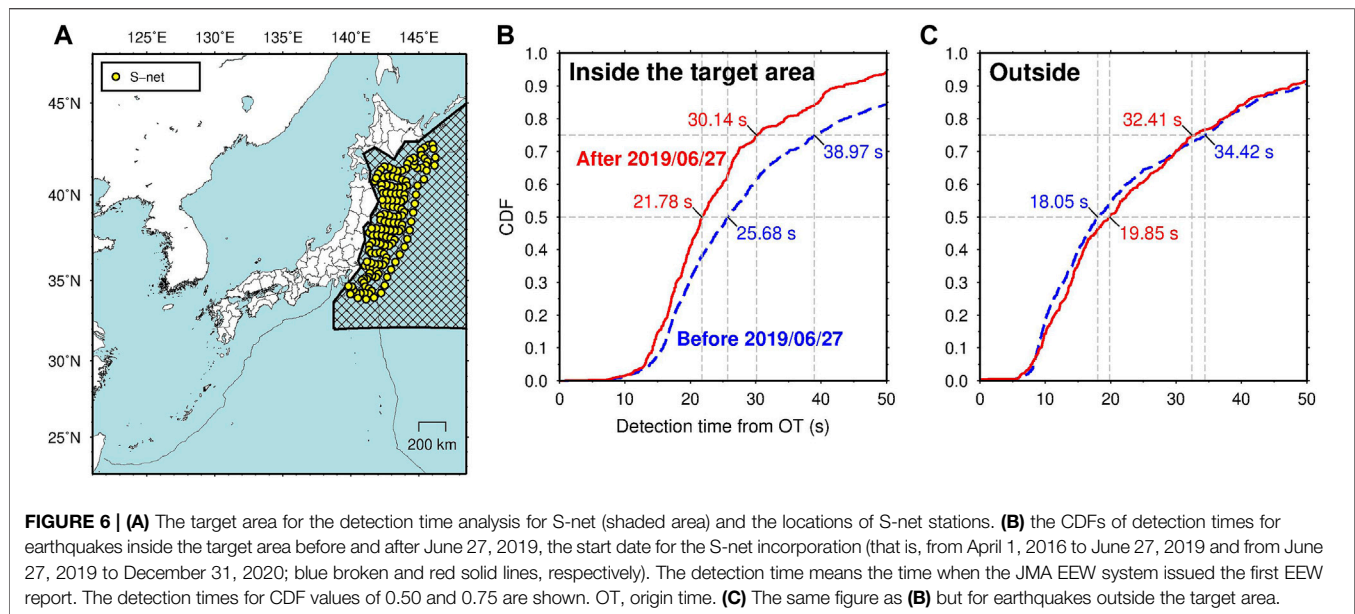 A
125°E 130°E 135°E 140°E 145°E
S-net
45°N
40°N
35°N
30°N
25°N
200 km
B
1.0
0.9
0.8
0.7
0.6
0.5
0.4
0.3
0.2
0.1
0.0
CDF
Inside the target area
30.14 s
After 2019/06/27
38.97 s
21.78 s
25.68 s
Before 2019/06/27
0 10 20 30 40 50
Detection time from OT (s)
C
1.0
0.9
0.8
0.7
0.6
0.5
0.4
0.3
0.2
0.1
0.0
Outside
32.41 s
34.42 s
18.05 s
19.85 s
0 10 20 30 40 50
FIGURE 6 | (A) The target area for the detection time analysis for S-net (shaded area) and the locations of S-net stations. (B) the CDFs of detection times for
earthquakes inside the target area before and after June 27, 2019, the start date for the S-net incorporation (that is, from April 1, 2016 to June 27, 2019 and from June
27, 2019 to December 31, 2020; blue broken and red solid lines, respectively). The detection time means the time when the JMA EEW system issued the first EEW
report. The detection times for CDF values of 0.50 and 0.75 are shown. OT, origin time. (C) The same figure as (B) but for earthquakes outside the target area.